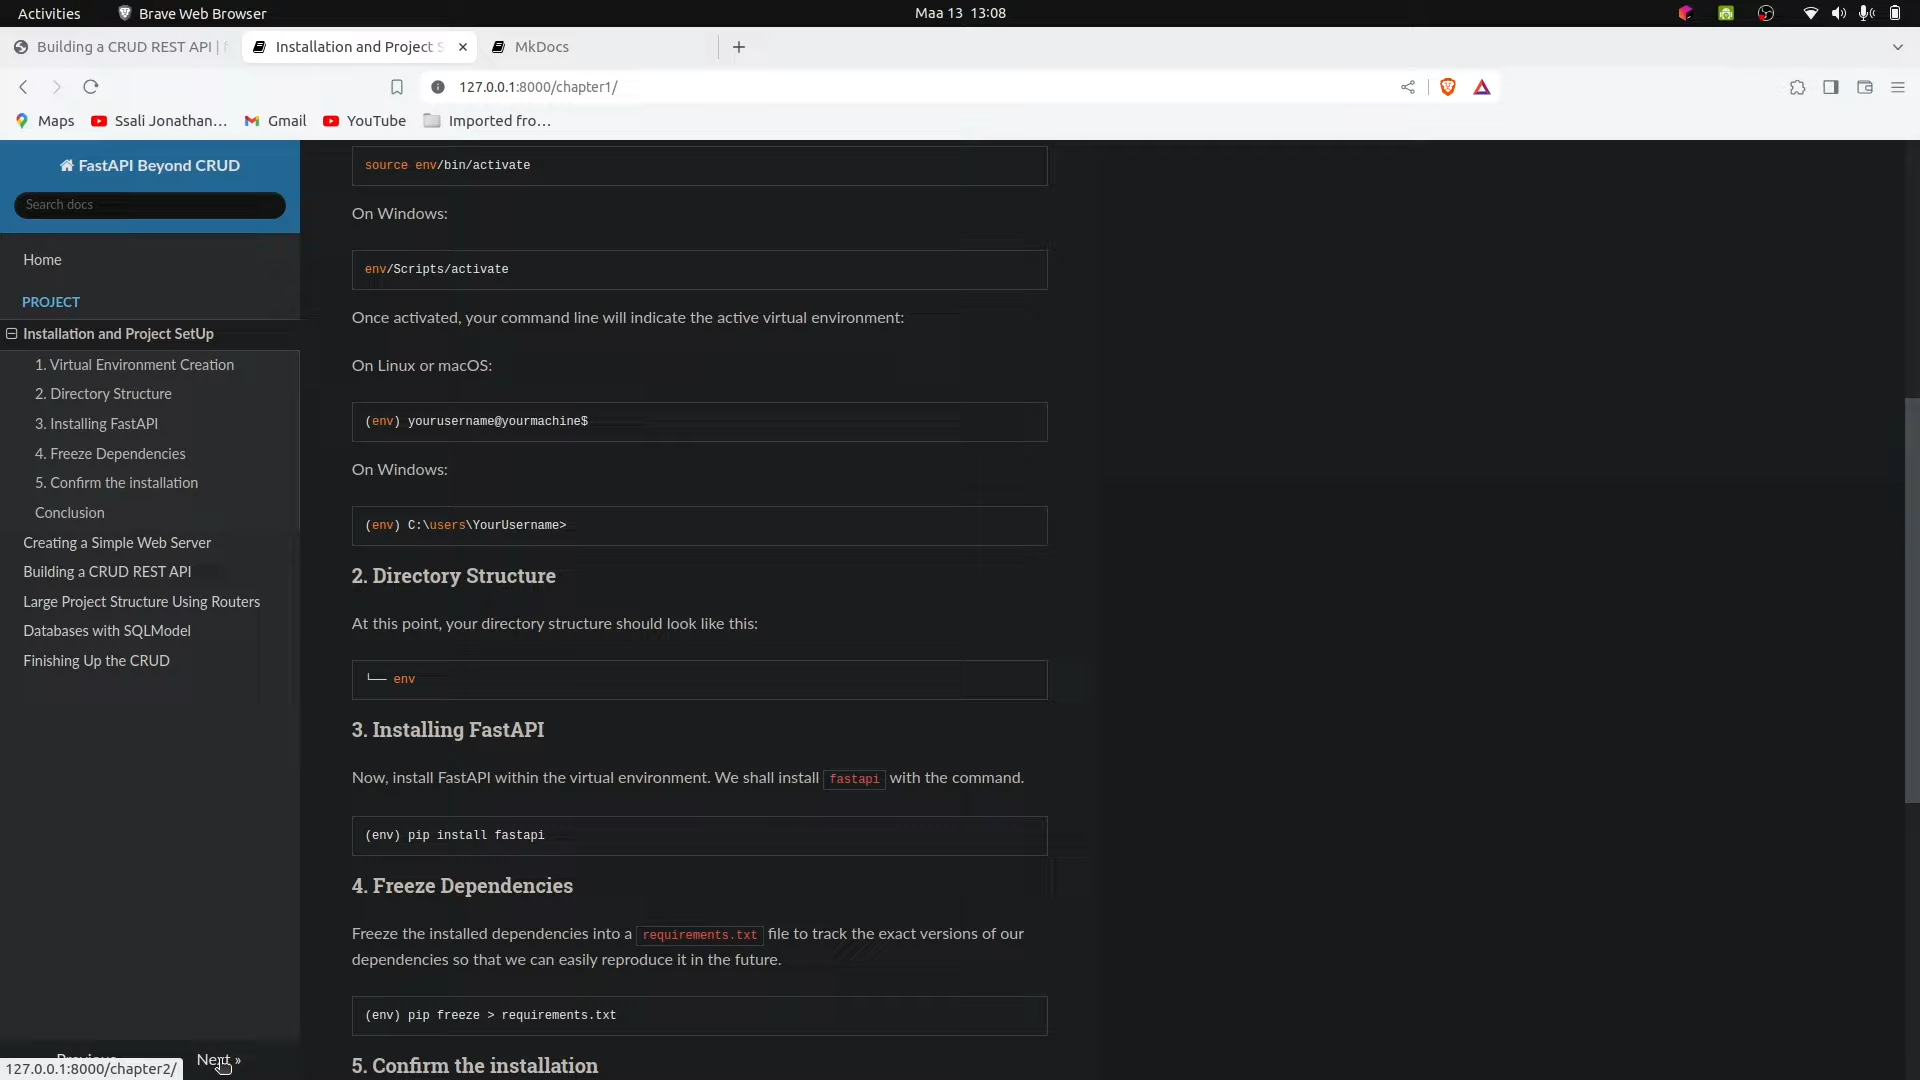 Activities
Brave Web Browser
Maa 13 13:08
Building a CRUD REST API |
Installation and Project S
MkDocs
127.0.0.1:8000/chapter1/
Maps
Ssali Jonathan...
Gmail
YouTube
Imported fro...
FastAPI Beyond CRUD
Search docs
Home
PROJECT
Installation and Project SetUp
1. Virtual Environment Creation
2. Directory Structure
3. Installing FastAPI
4. Freeze Dependencies
5. Confirm the installation
Conclusion
Creating a Simple Web Server
Building a CRUD REST API
Large Project Structure Using Routers
Databases with SQLModel
Finishing Up the CRUD
Next »
127.0.0.1:8000/chapter2/
source env/bin/activate
On Windows:
env/Scripts/activate
Once activated, your command line will indicate the active virtual environment:
On Linux or macOS:
(env) yourusername@yourmachine$
On Windows:
(env) C:\users\YourUsername>
2. Directory Structure
At this point, your directory structure should look like this:
└── env
3. Installing FastAPI
Now, install FastAPI within the virtual environment. We shall install fastapi with the command.
(env) pip install fastapi
4. Freeze Dependencies
Freeze the installed dependencies into a requirements.txt file to track the exact versions of our
dependencies so that we can easily reproduce it in the future.
(env) pip freeze > requirements.txt
5. Confirm the installation